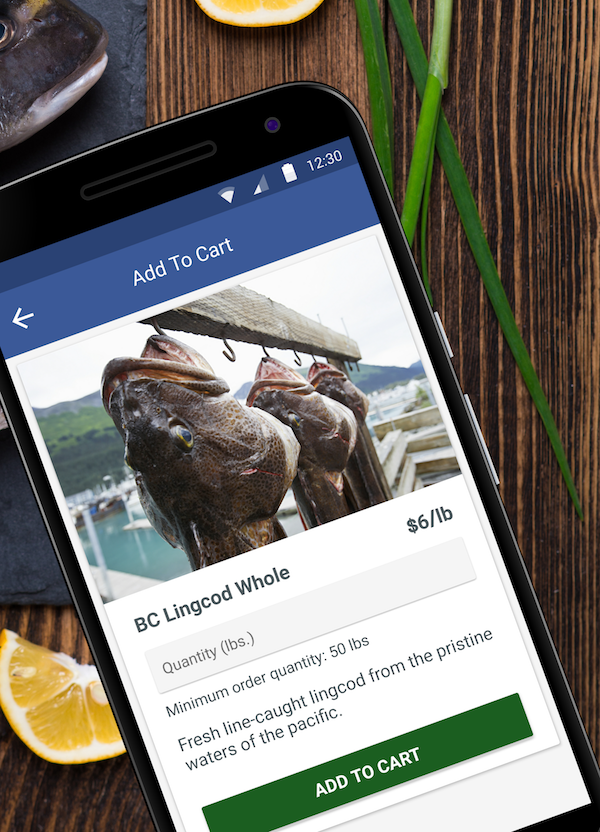 12:30
Add To Cart
$6/lb
BC Lingcod Whole
Quantity (lbs.)
Minimum order quantity: 50 lbs
Fresh line-caught lingcod from the pristine
waters of the pacific.
ADD TO CART